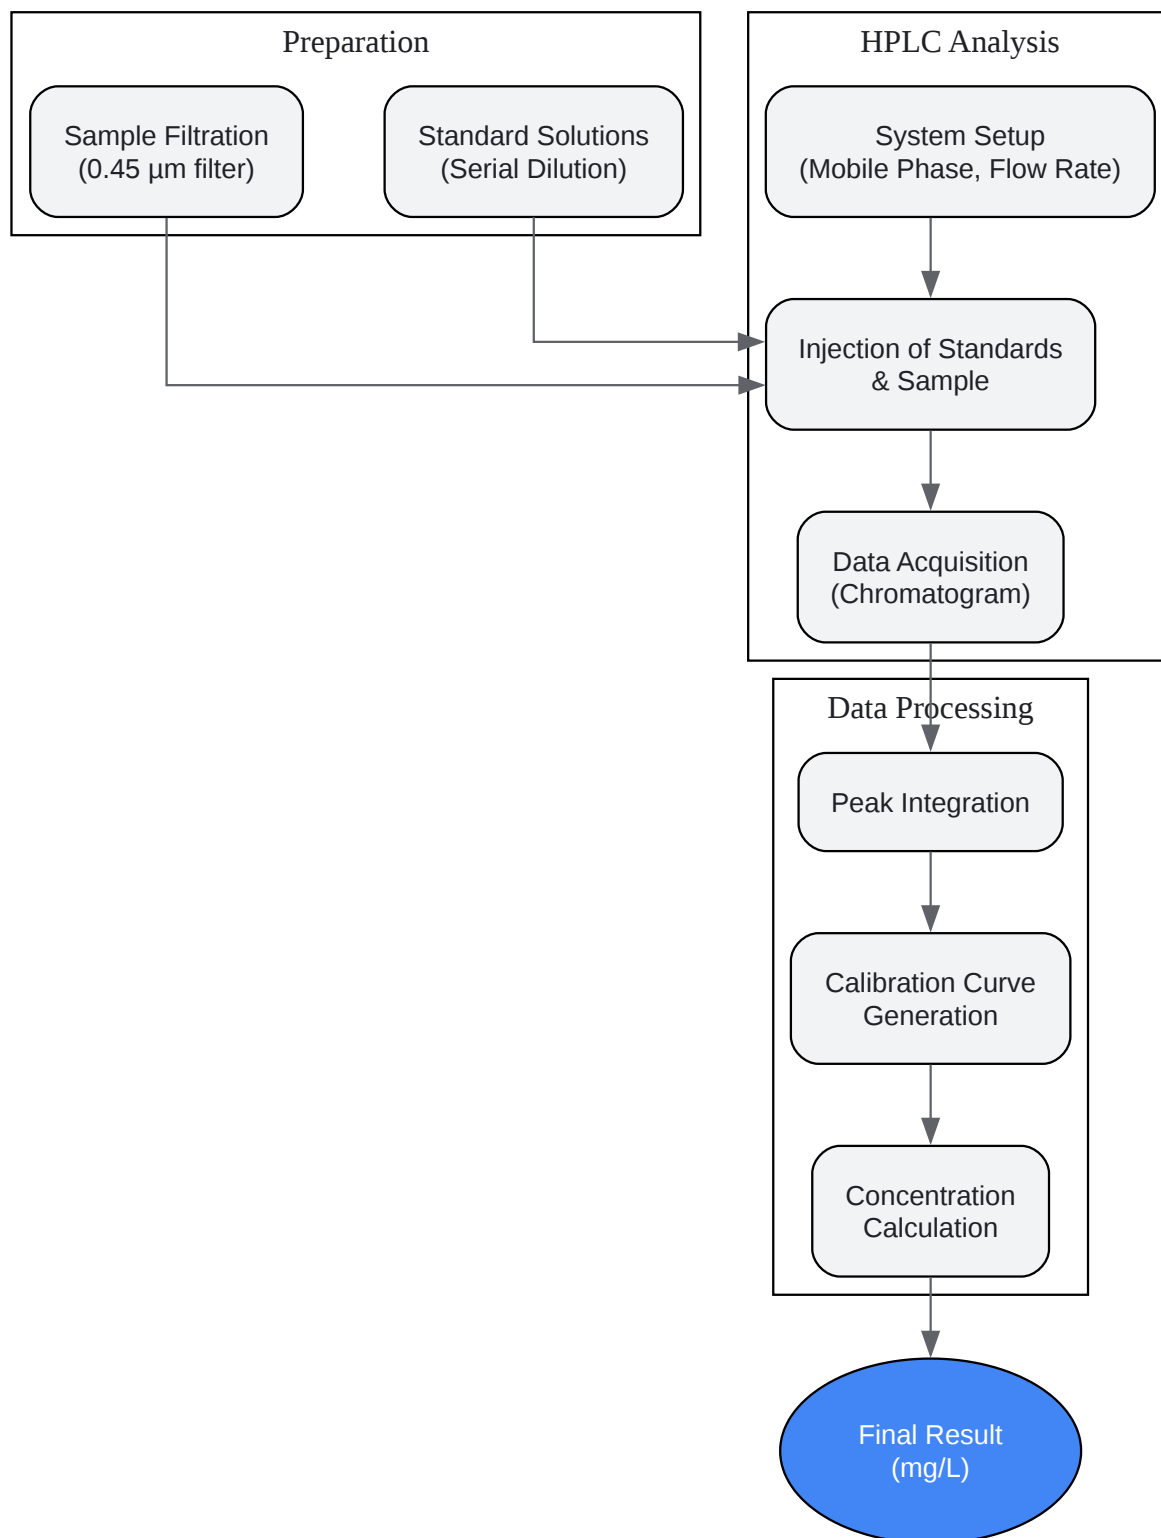 Preparation
Sample Filtration
(0.45 µm filter)
Standard Solutions
(Serial Dilution)
HPLC Analysis
System Setup
(Mobile Phase, Flow Rate)
Injection of Standards
& Sample
Data Acquisition
(Chromatogram)
Data Processing
Peak Integration
Calibration Curve
Generation
Concentration
Calculation
Final Result
(mg/L)